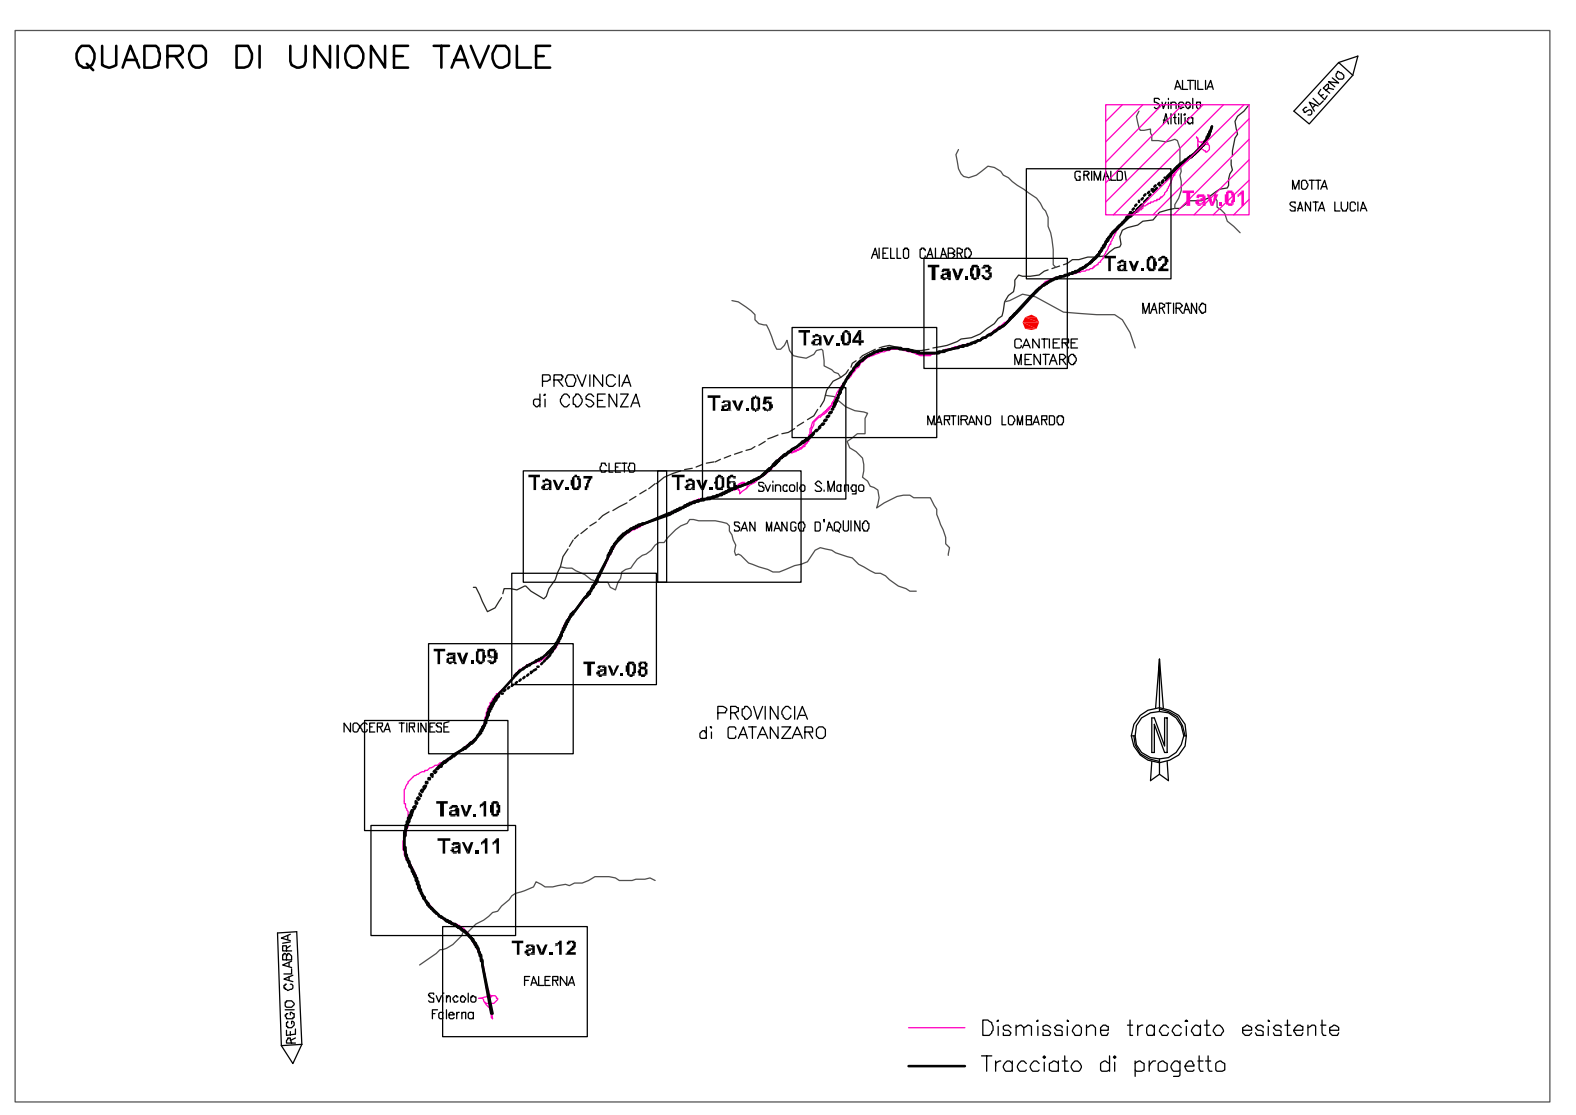 QUADRO DI UNIONE TAVOLE
SALERNO
ALTILIA
Svincolo
Altilia
GRIMALDI
Tav.01
MOTTA
SANTA LUCIA
AIELLO CALABRO
Tav.03
Tav.02
MARTIRANO
Tav.04
CANTIERE
MENTARO
PROVINCIA
di COSENZA
Tav.05
MARTIRANO LOMBARDO
CLETO
Tav.07
Tav.06
Svincolo S.Mango
SAN MANGO D'AQUINO
Tav.09
Tav.08
NOCERA TIRINESE
PROVINCIA
di CATANZARO
N
Tav.10
Tav.11
Tav.12
REGGIO CALABRIA
FALERNA
Svincolo
Falerna
Dismissione tracciato esistente
Tracciato di progetto